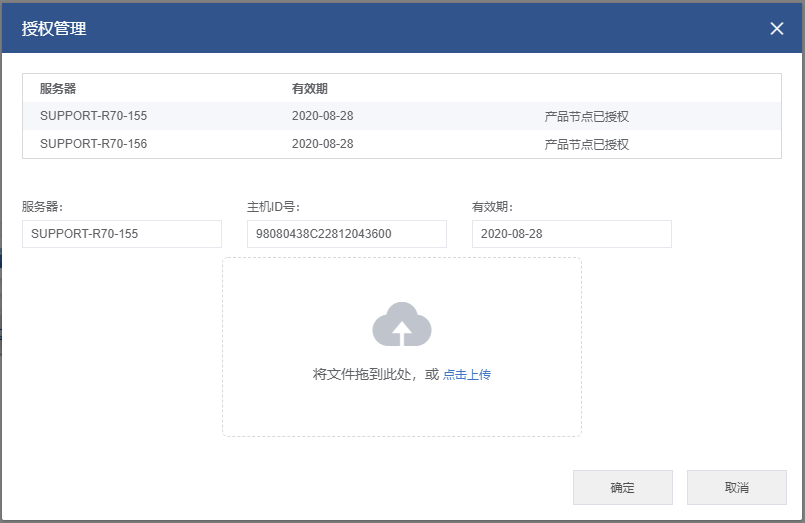 授权管理
服务器 有效期
SUPPORT-R70-155 2020-08-28 产品节点已授权
SUPPORT-R70-156 2020-08-28 产品节点已授权
服务器: 主机ID号: 有效期:
SUPPORT-R70-155 98080438C22812043600 2020-08-28
将文件拖到此处，或 点击上传
确定 取消